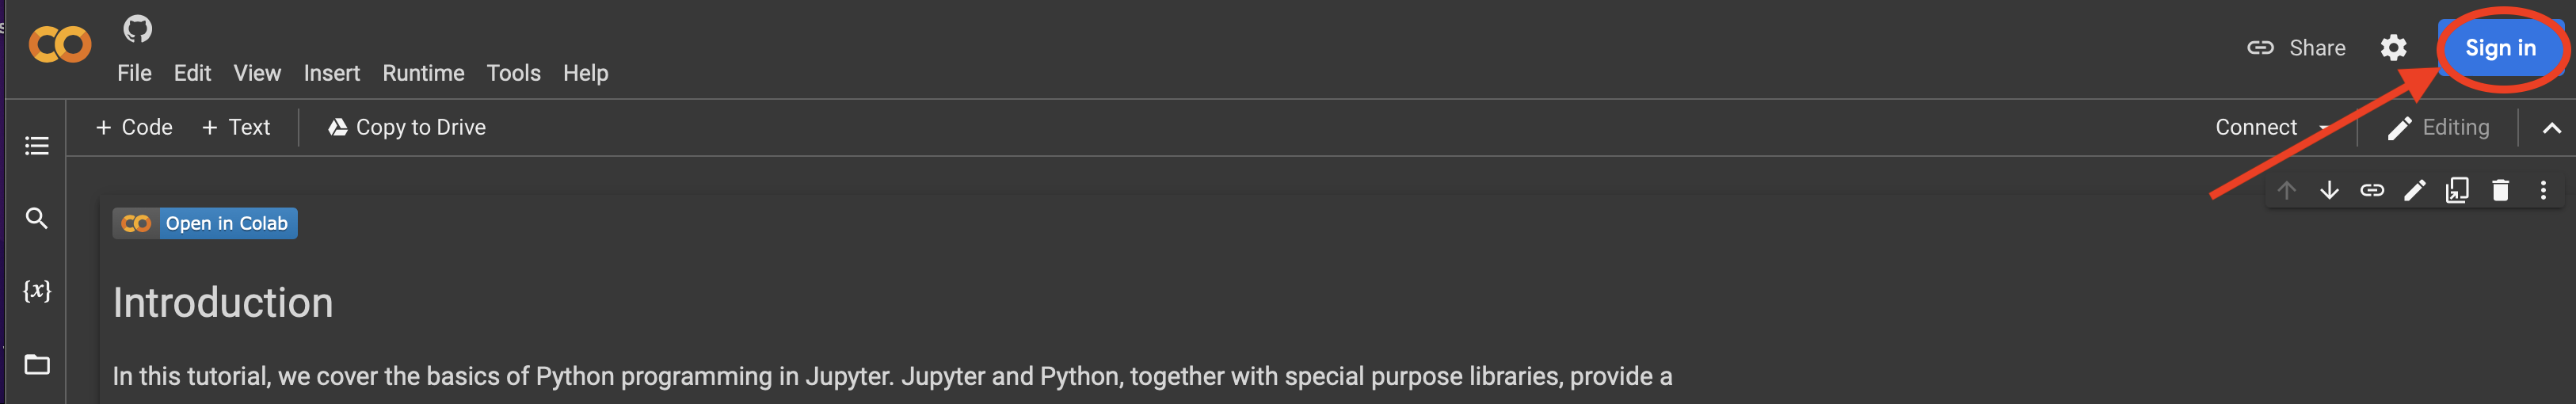 File Edit View Insert Runtime Tools Help
Share
Sign in
+ Code + Text Copy to Drive
Connect
Editing
{x}
Open in Colab
Introduction
In this tutorial, we cover the basics of Python programming in Jupyter. Jupyter and Python, together with special purpose libraries, provide a